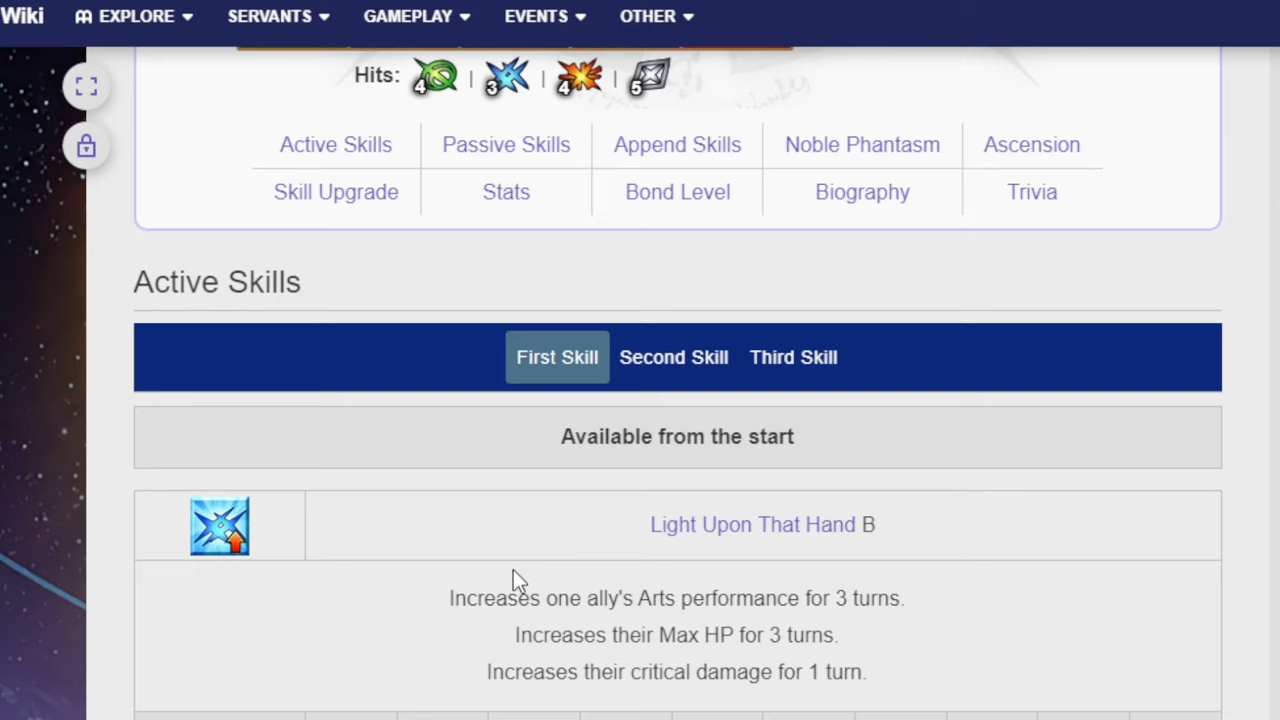 Wiki EXPLORE SERVANTS GAMEPLAY EVENTS OTHER
Hits: 4 | 3 | 4 | 5
Active Skills Passive Skills Append Skills Noble Phantasm Ascension
Skill Upgrade Stats Bond Level Biography Trivia
Active Skills
First Skill Second Skill Third Skill
Available from the start
Light Upon That Hand B
Increases one ally's Arts performance for 3 turns.
Increases their Max HP for 3 turns.
Increases their critical damage for 1 turn.